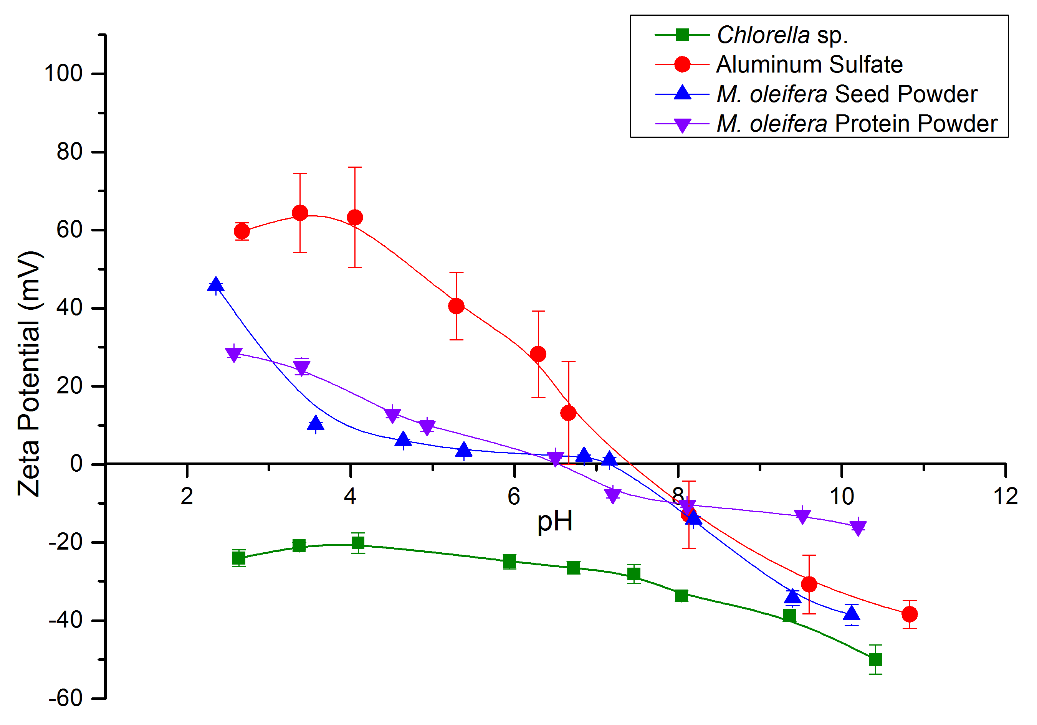 Chlorella sp.
Aluminum Sulfate
M. oleifera Seed Powder
M. oleifera Protein Powder
Zeta Potential (mV)
100
80
60
40
20
0
-20
-40
-60
2 4 6 8 10 12
pH